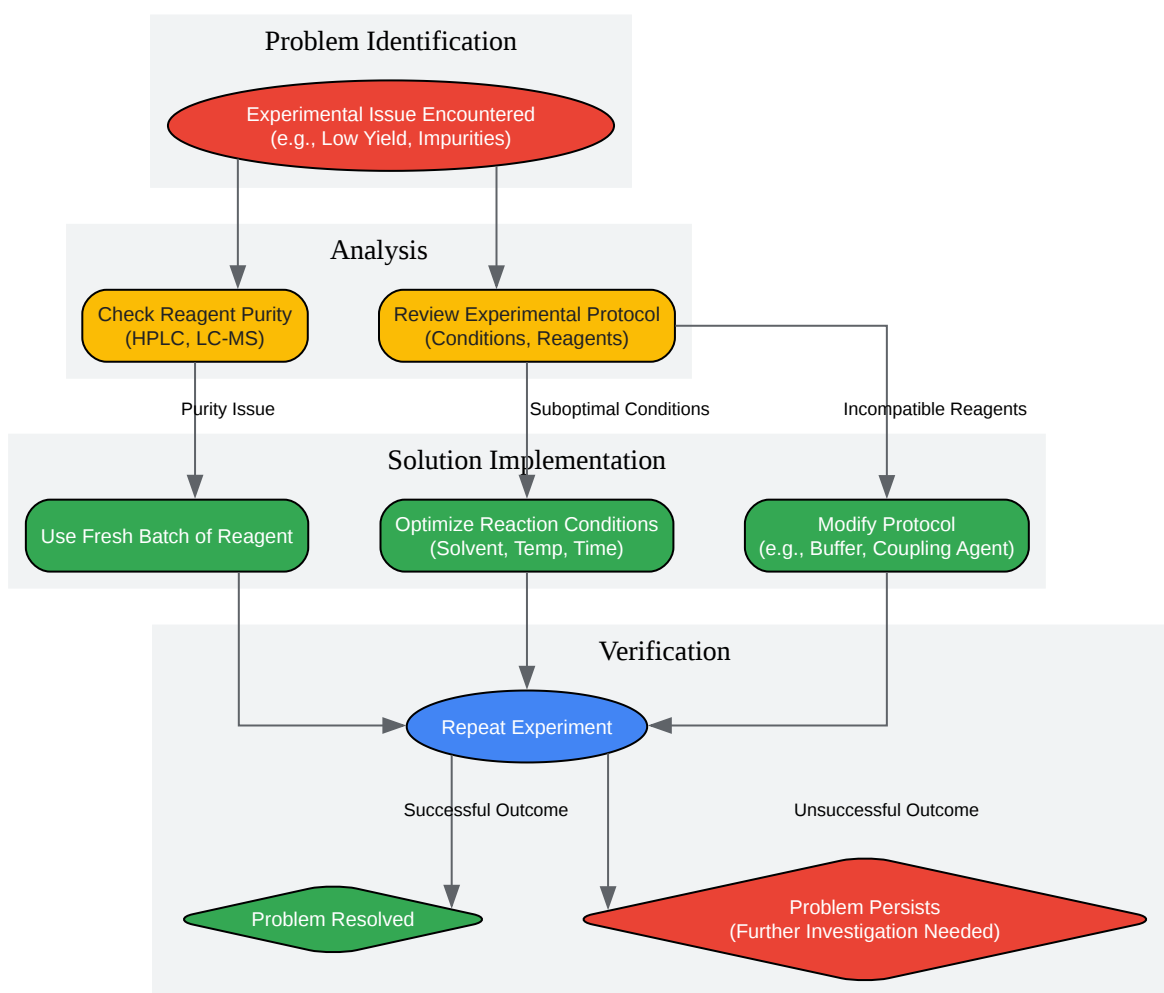 Problem Identification
Experimental Issue Encountered
(e.g., Low Yield, Impurities)
Analysis
Check Reagent Purity
(HPLC, LC-MS)
Review Experimental Protocol
(Conditions, Reagents)
Purity Issue
Suboptimal Conditions
Incompatible Reagents
Solution Implementation
Use Fresh Batch of Reagent
Optimize Reaction Conditions
(Solvent, Temp, Time)
Modify Protocol
(e.g., Buffer, Coupling Agent)
Verification
Repeat Experiment
Successful Outcome
Unsuccessful Outcome
Problem Resolved
Problem Persists
(Further Investigation Needed)